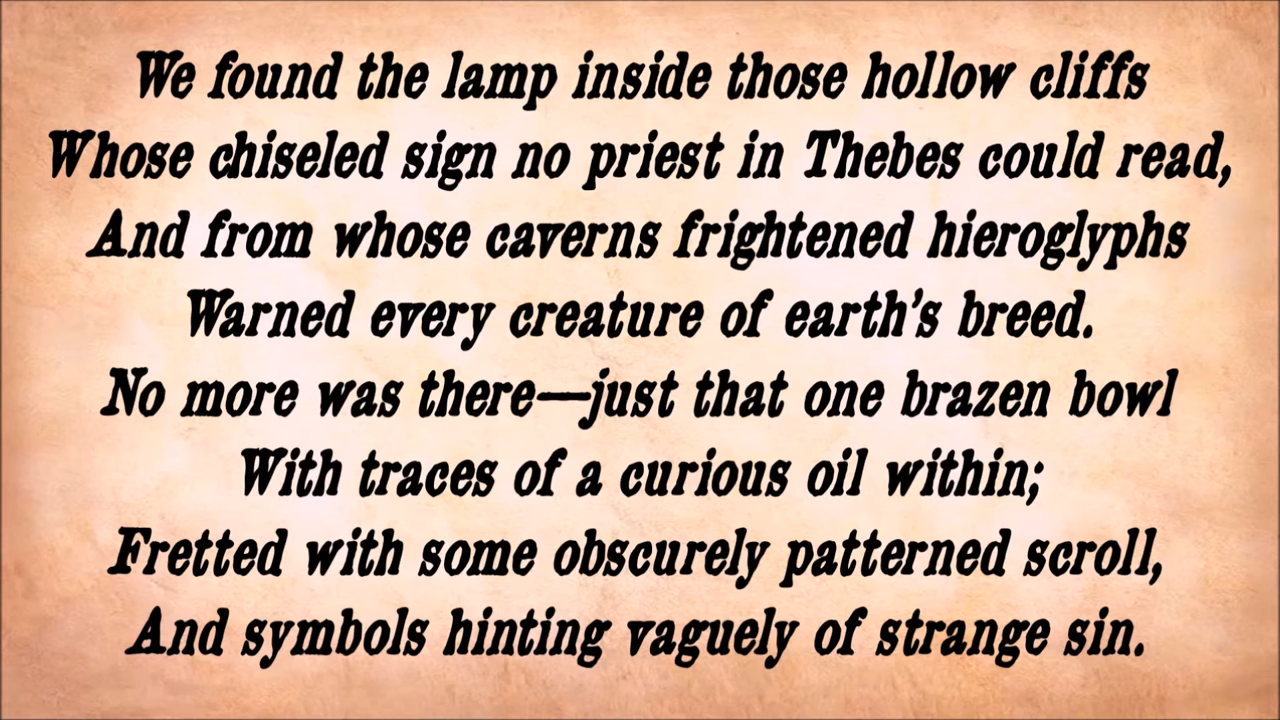 We found the lamp inside those hollow cliffs
Whose chiseled sign no priest in Thebes could read,
And from whose caverns frightened hieroglyphs
Warned every creature of earth's breed.
No more was there—just that one brazen bowl
With traces of a curious oil within;
Fretted with some obscurely patterned scroll,
And symbols hinting vaguely of strange sin.